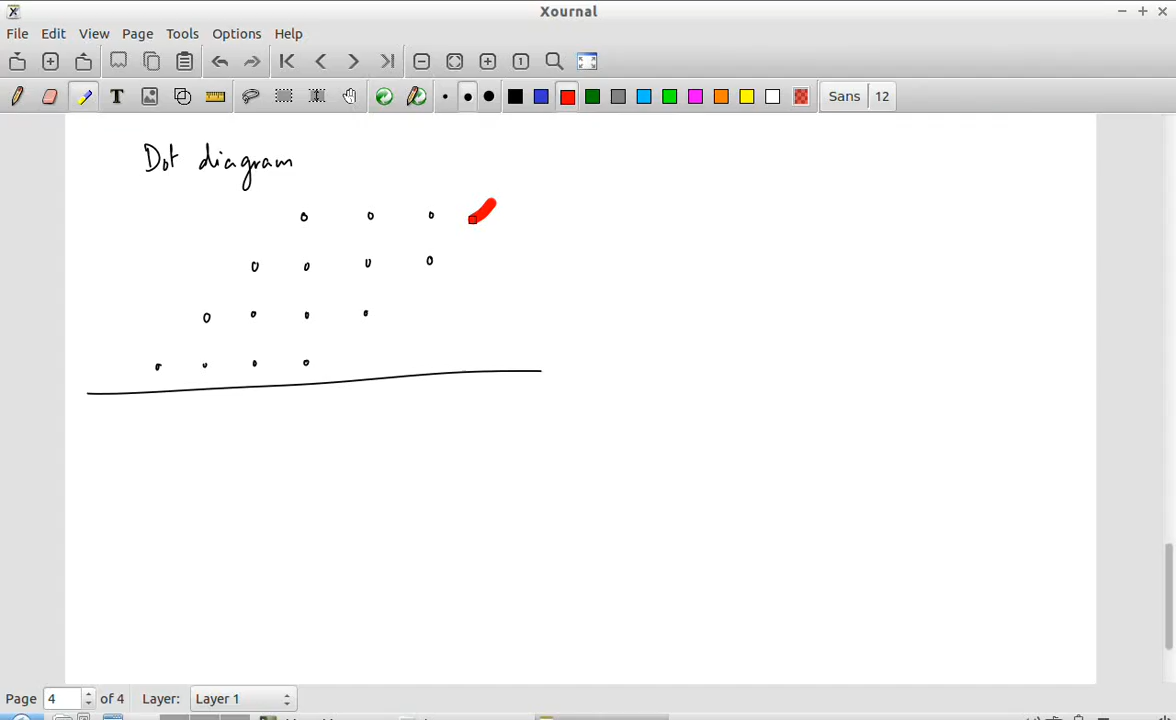 Xournal
File Edit View Page Tools Options Help
Sans 12
Dot diagram
Page 4 of 4 Layer: Layer 1